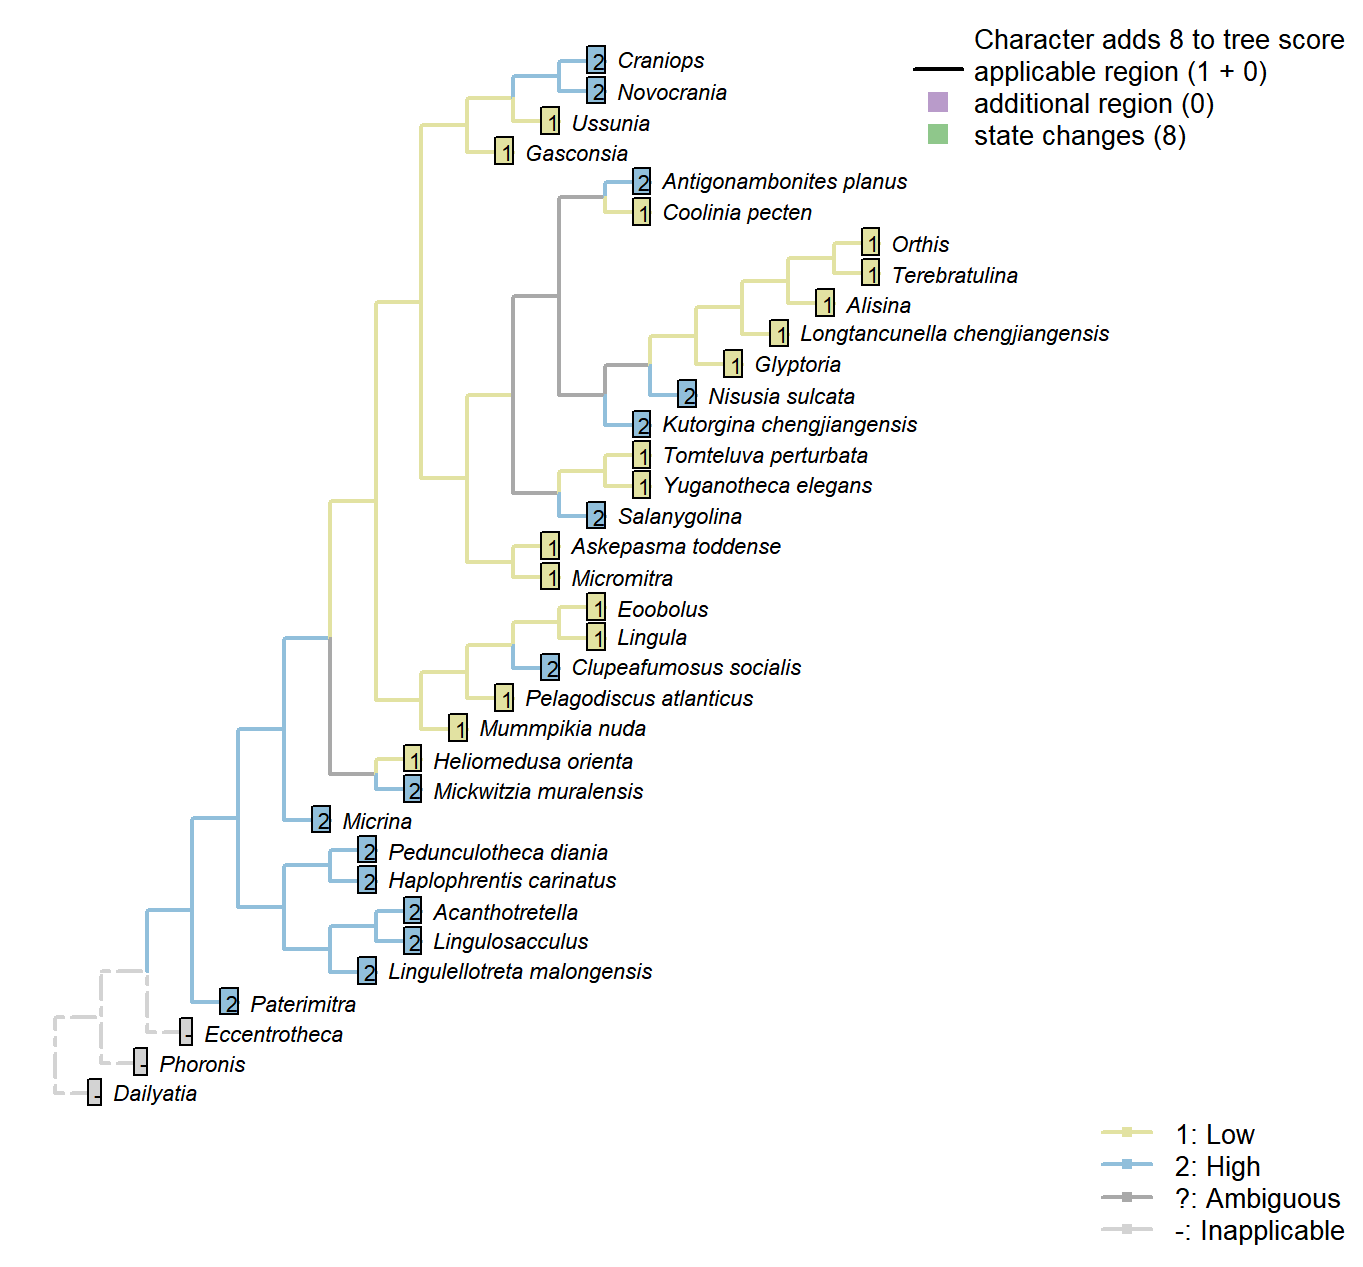 Character adds 8 to tree score
applicable region (1 + 0)
additional region (0)
state changes (8)
2 Craniops
2 Novocrania
1 Ussunia
1 Gasconsia
2 Antigonambonites planus
1 Coolinia pecten
1 Orthis
1 Terebratulina
1 Alisina
1 Longtancunella chengjiangensis
1 Glyptoria
2 Nisusia sulcata
2 Kutorgina chengjiangensis
1 Tomteluva perturbata
1 Yuganotheca elegans
2 Salanygolina
1 Askepasma toddense
1 Micromitra
1 Eoobolus
1 Lingula
2 Clupeafumosus socialis
1 Pelagodiscus atlanticus
1 Mummpikia nuda
1 Heliomedusa orienta
2 Mickwitzia muralensis
2 Micrina
2 Pedunculotheca diania
2 Haplophrentis carinatus
2 Acanthotretella
2 Lingulosacculus
2 Lingulellotreta malongensis
2 Paterimitra
- Eccentrotheca
- Phoronis
- Dailyatia
1: Low
2: High
?: Ambiguous
-: Inapplicable